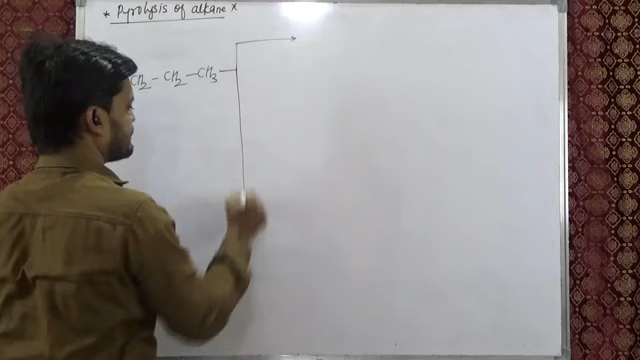 * Pyrolysis of alkane *
CH2 - CH2 - CH3